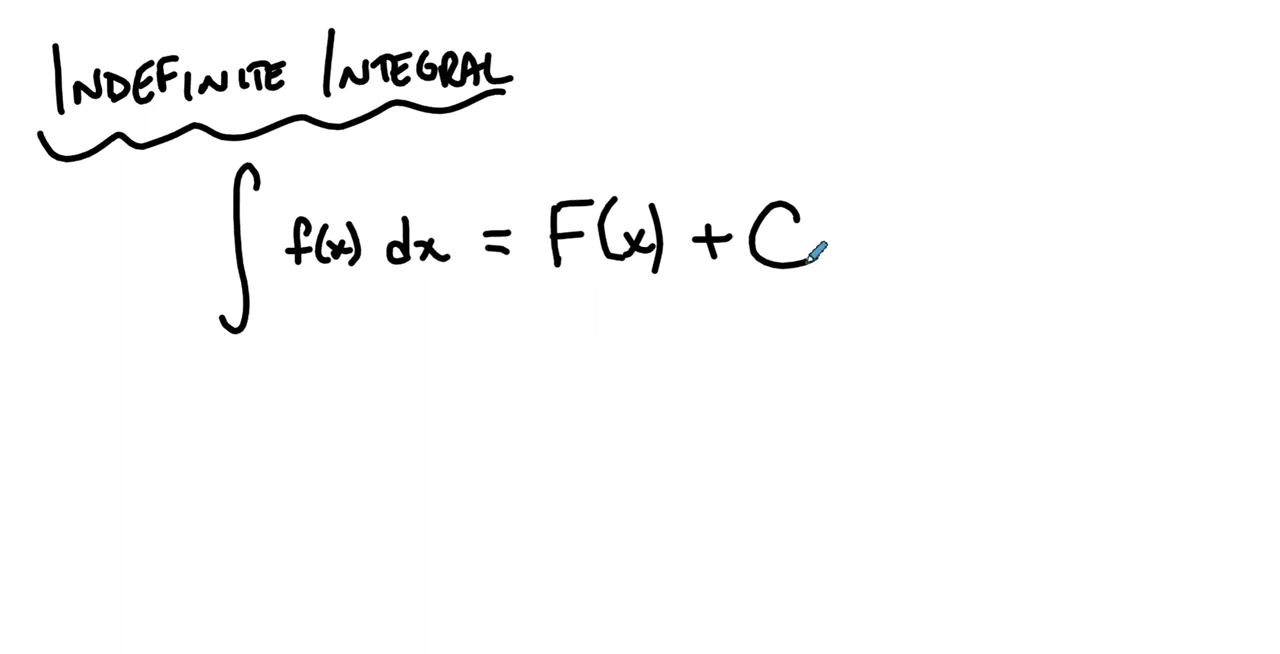 INDEFINITE INTEGRAL
∫ f(x) dx = F(x) + C